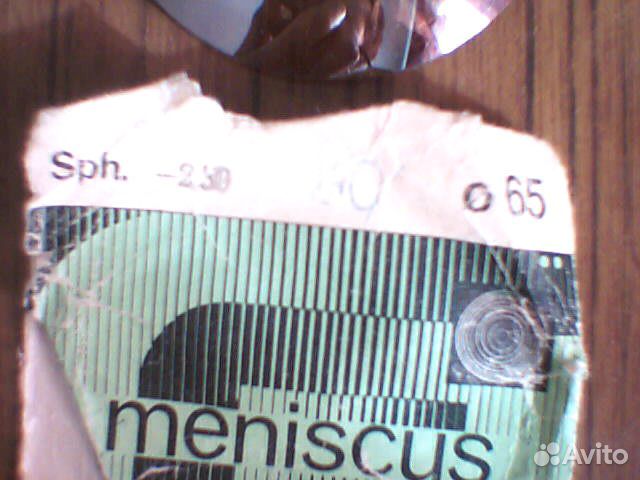 Sph. -2,50 ø 65
meniscus
Avito